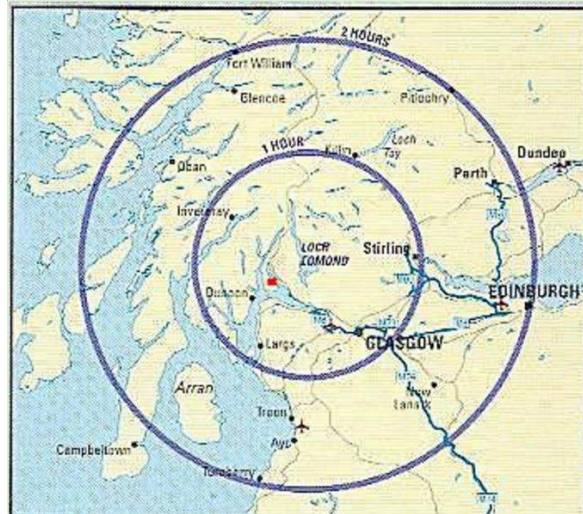 2 HOURS
Fort William
Glencoe
Pitlochry
1 HOUR
Killin
Loch
Tay
Dundee
Oban
Perth
Inveraray
LOCH
LOMOND
Stirling
Dunoon
EDINBURGH
GLASGOW
Largs
New
Lanark
Arran
Troon
Ayr
Campbeltown
Turnberry